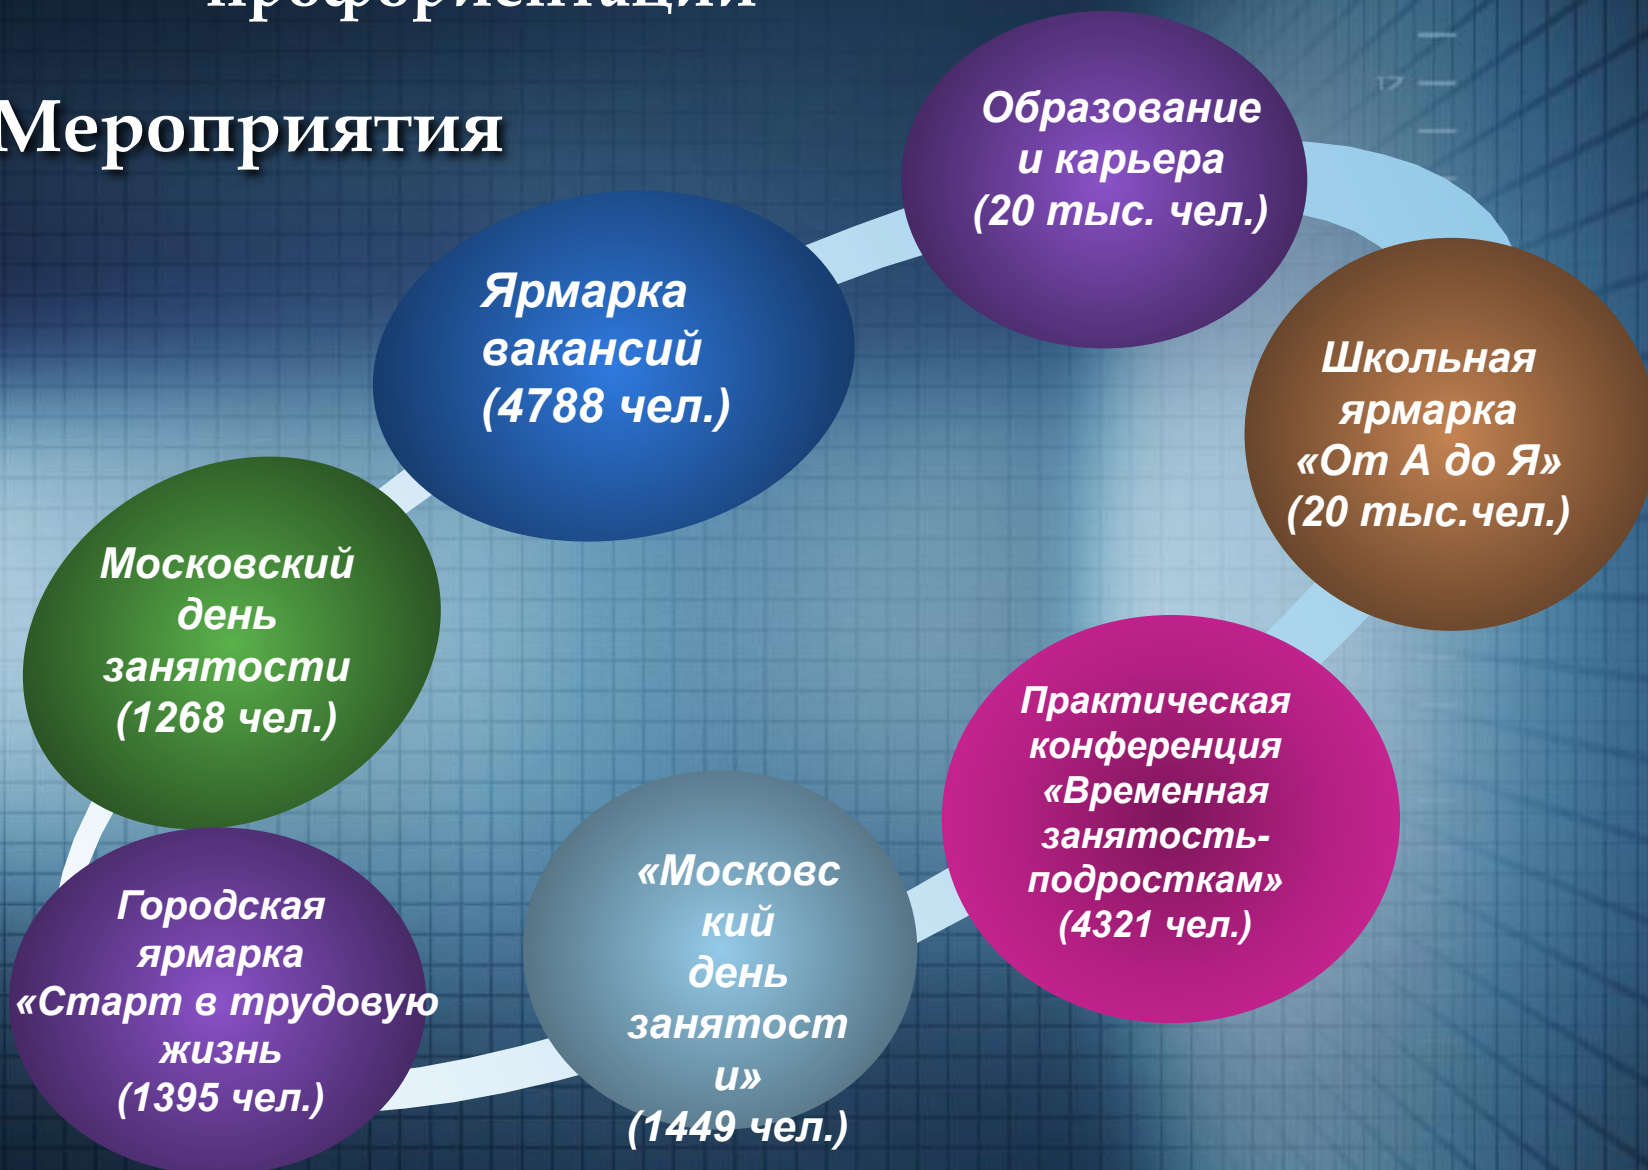 профориентации
Мероприятия
Образование
и карьера
(20 тыс. чел.)
Ярмарка
вакансий
(4788 чел.)
Школьная
ярмарка
«От А до Я»
(20 тыс.чел.)
Московский
день
занятости
(1268 чел.)
Практическая
конференция
«Временная
занятость-
подросткам»
(4321 чел.)
«Московс
кий
день
занятост
и»
(1449 чел.)
Городская
ярмарка
«Старт в трудовую
жизнь
(1395 чел.)